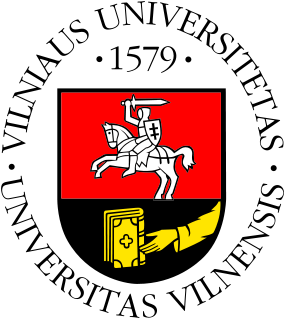 VILNIAUS UNIVERSITETAS
· 1579 ·
· UNIVERSITAS VILNENSIS ·